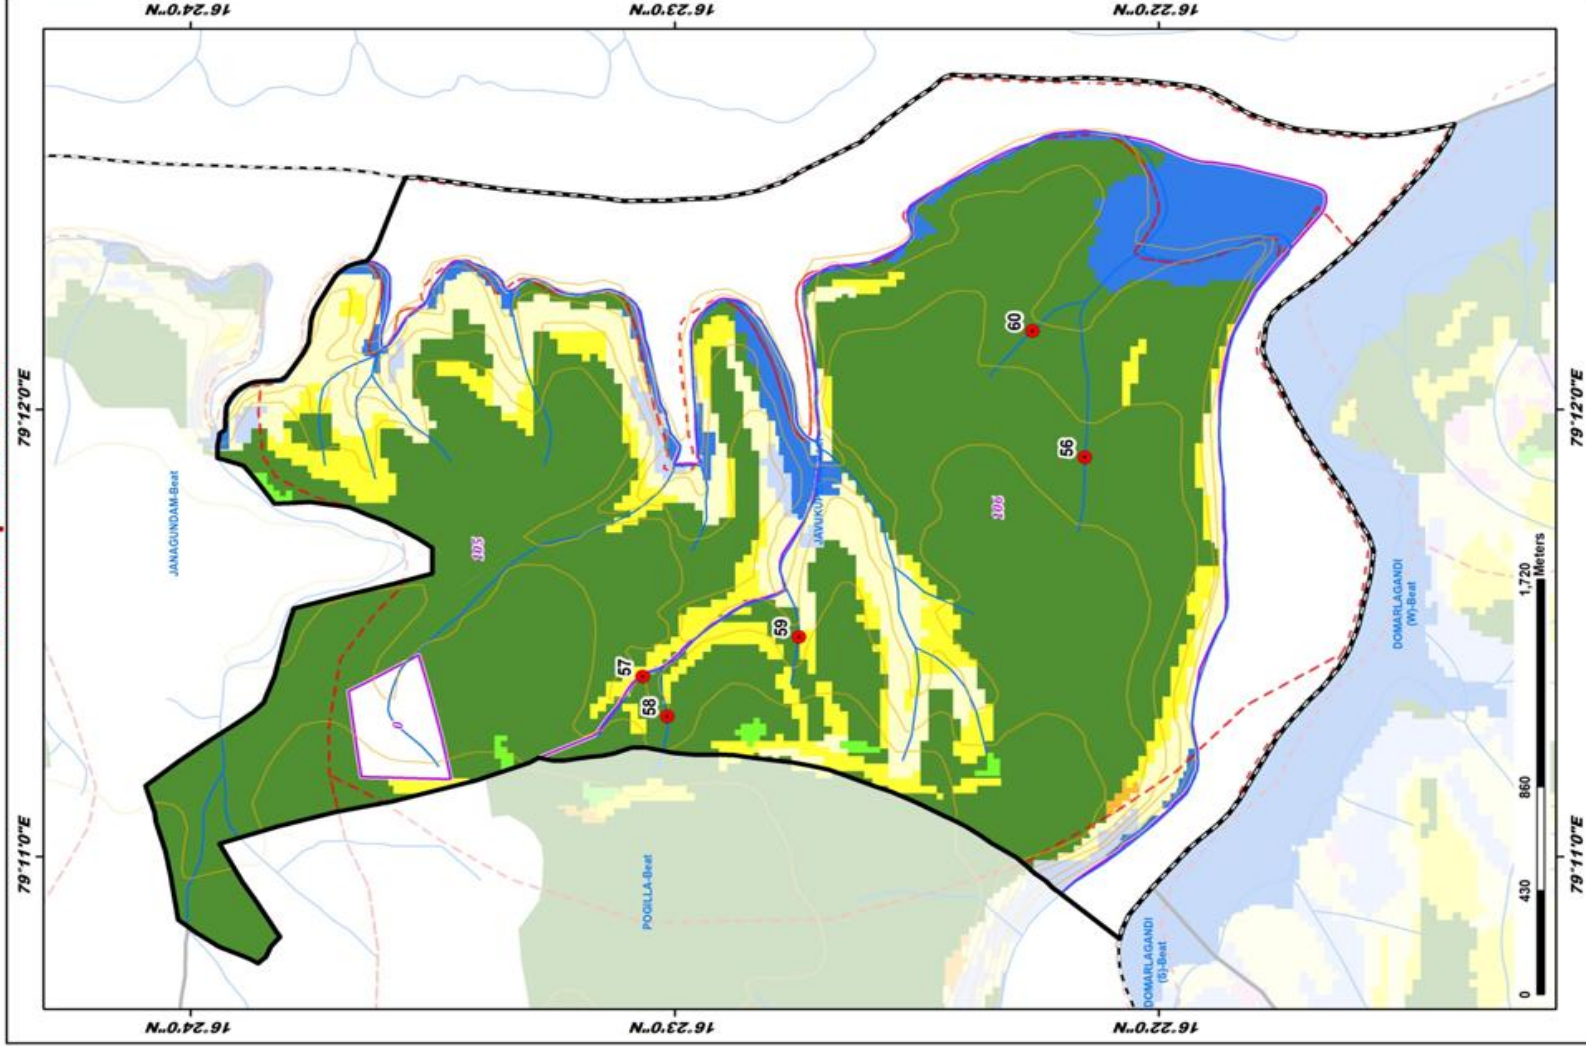 16°24'0"N
16°23'0"N
16°22'0"N
79°12'0"E
79°12'0"E
JANAGUNDAM-Beat
60
56
105
106
59
57
58
0
DOMARLAGANDI
(W)-Beat
POGILLA-Beat
79°11'0"E
79°11'0"E
DOMARLAGANDI
(S)-Beat
0 430 860 1,720
Meters
16°24'0"N
16°23'0"N
16°22'0"N